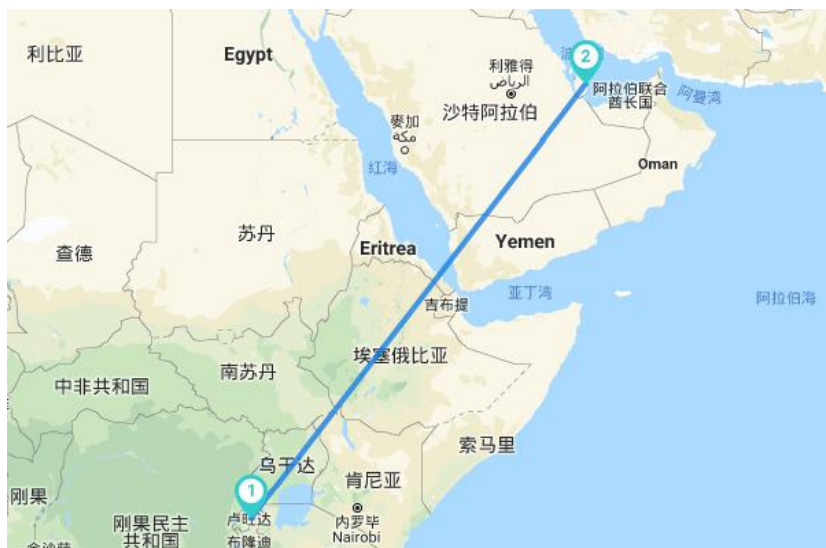 利比亚
Egypt
利雅得
الرياض
2
阿拉伯联合
酋长国
阿曼湾
沙特阿拉伯
麥加
مكة
Oman
红海
苏丹
查德
Eritrea
Yemen
亚丁湾
阿拉伯海
吉布提
埃塞俄比亚
南苏丹
中非共和国
索马里
乌干达
肯尼亚
1
刚果
卢旺达
刚果民主
共和国
内罗毕
Nairobi
布隆迪